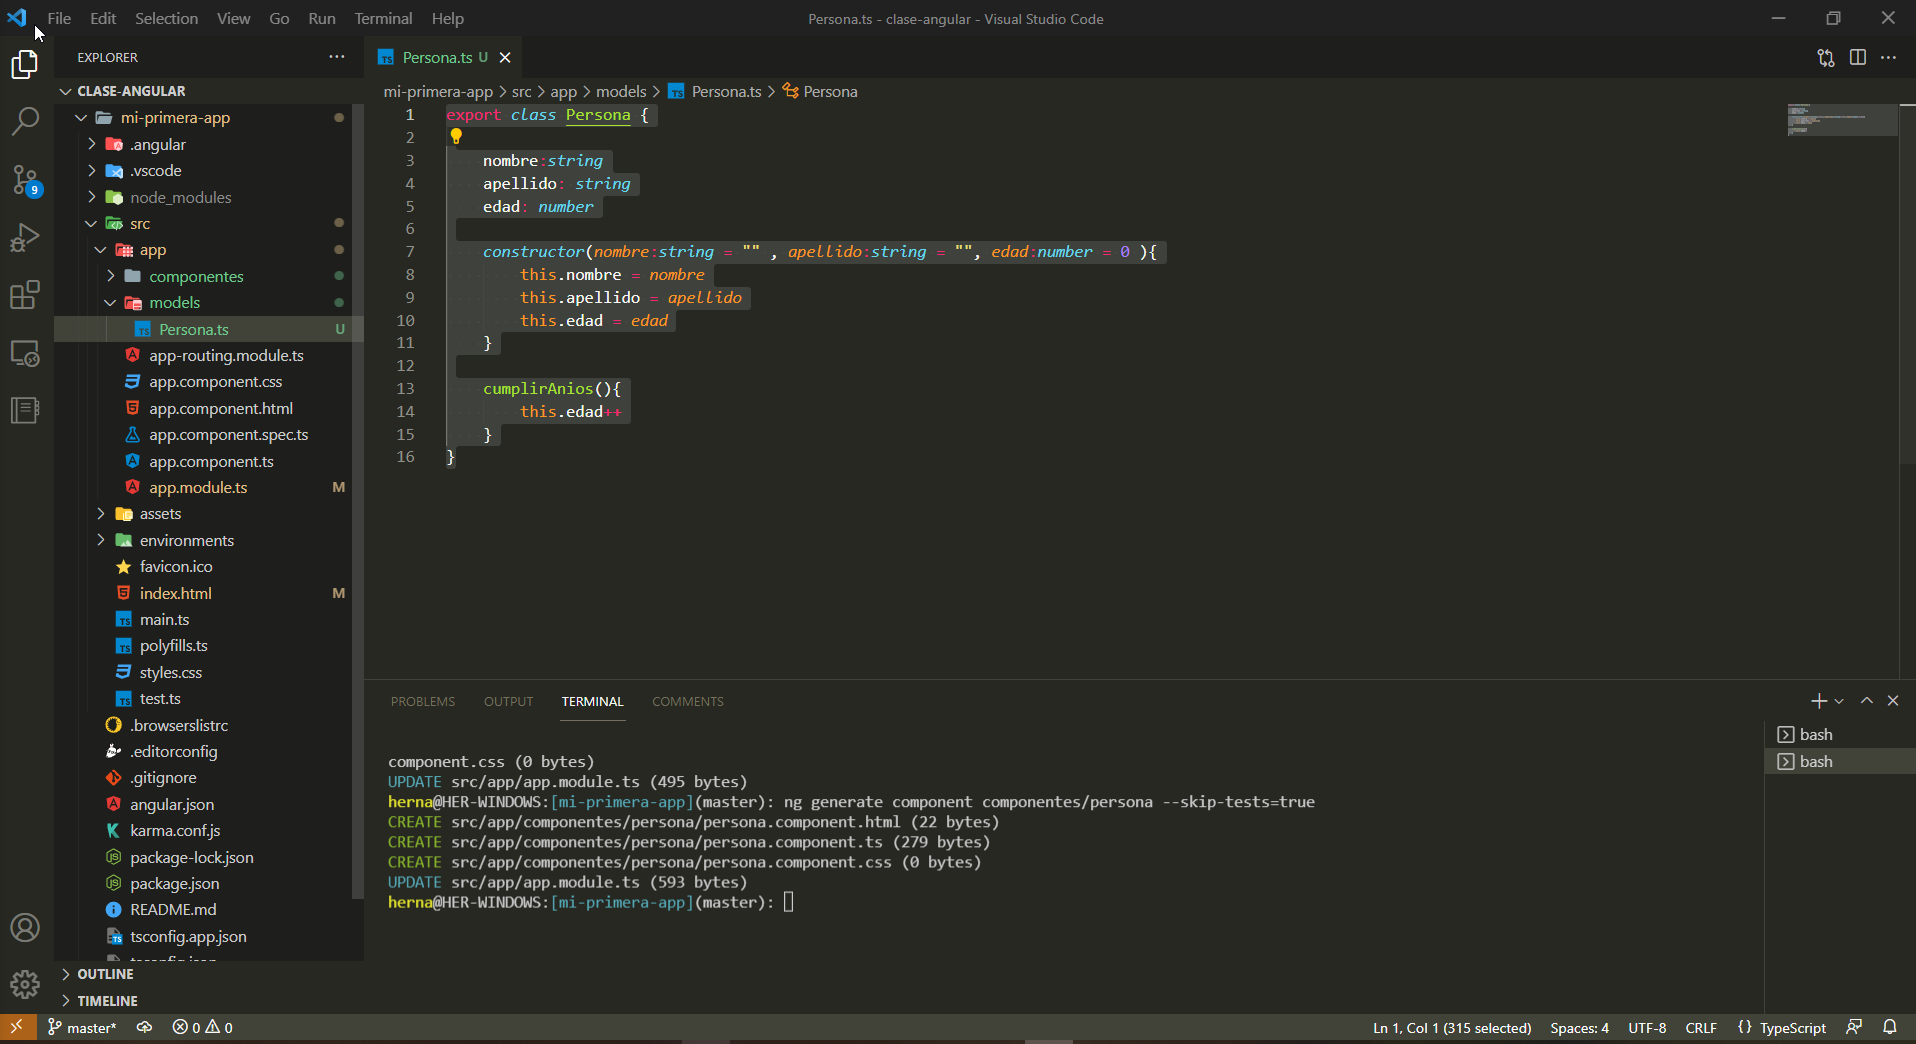 File Edit Selection View Go Run Terminal Help
Persona.ts - clase-angular - Visual Studio Code
EXPLORER
CLASE-ANGULAR
mi-primera-app
.angular
.vscode
node_modules
src
app
componentes
models
Persona.ts U
app-routing.module.ts
app.component.css
app.component.html
app.component.spec.ts
app.component.ts
app.module.ts M
assets
environments
favicon.ico
index.html M
main.ts
polyfills.ts
styles.css
test.ts
.browserslistrc
.editorconfig
.gitignore
angular.json
karma.conf.js
package-lock.json
package.json
README.md
tsconfig.app.json
OUTLINE
TIMELINE
9
Persona.ts U
mi-primera-app > src > app > models > TS Persona.ts > Persona
1 export class Persona {
2
3 nombre:string
4 apellido: string
5 edad: number
6
7 constructor(nombre:string = "" , apellido:string = "", edad:number = 0 ){
8 this.nombre = nombre
9 this.apellido = apellido
10 this.edad = edad
11 }
12
13 cumplirAnios(){
14 this.edad++
15 }
16 }
PROBLEMS OUTPUT TERMINAL COMMENTS
component.css (0 bytes)
UPDATE src/app/app.module.ts (495 bytes)
herna@HER-WINDOWS:[mi-primera-app](master): ng generate component componentes/persona --skip-tests=true
CREATE src/app/componentes/persona/persona.component.html (22 bytes)
CREATE src/app/componentes/persona/persona.component.ts (279 bytes)
CREATE src/app/componentes/persona/persona.component.css (0 bytes)
UPDATE src/app/app.module.ts (593 bytes)
herna@HER-WINDOWS:[mi-primera-app](master):
bash
bash
master* 0 0
Ln 1, Col 1 (315 selected) Spaces: 4 UTF-8 CRLF {} TypeScript